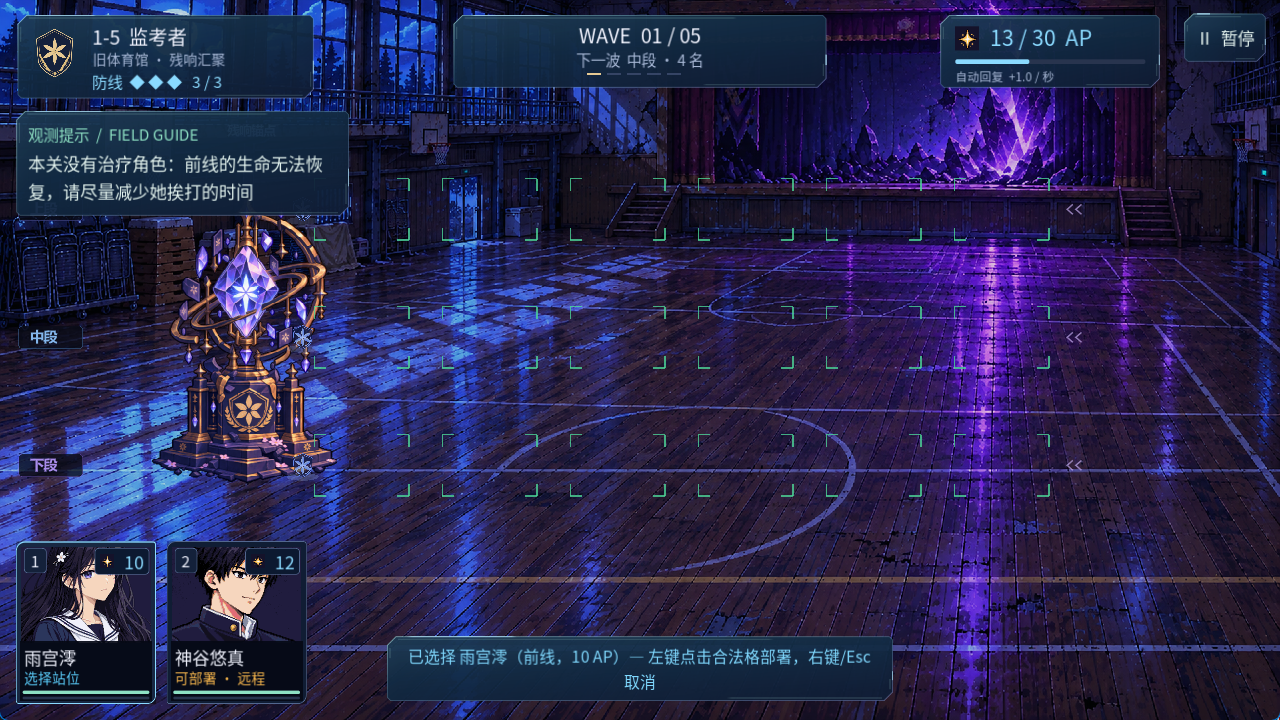 1-5 监考者
旧体育馆 · 残响汇聚
防线 3 / 3
WAVE 01 / 05
下一波 中段 · 4 名
13 / 30 AP
自动回复 +1.0 / 秒
暂停
观测提示 / FIELD GUIDE
本关没有治疗角色：前线的生命无法恢
复，请尽量减少她挨打的时间
中段
下段
1
10
雨宫澪
选择站位
2
12
神谷悠真
可部署 · 远程
已选择 雨宫澪（前线，10 AP）— 左键点击合法格部署，右键/Esc
取消